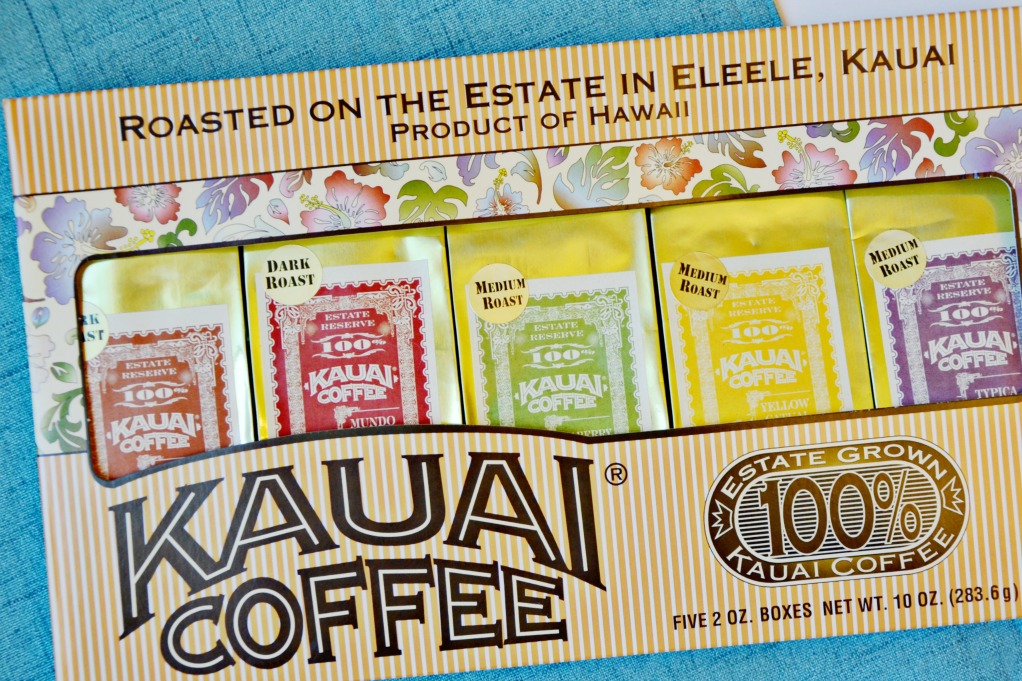 ROASTED ON THE ESTATE IN ELEELE, KAUAI
PRODUCT OF HAWAII
RK
AST
ESTATE
RESERVE
100%
KAUAI
COFFEE
DARK
ROAST
ESTATE
RESERVE
100%
KAUAI
COFFEE
MUNDO
MEDIUM
ROAST
ESTATE
RESERVE
100%
KAUAI
COFFEE
MEDIUM
ROAST
ESTATE
RESERVE
100%
KAUAI
COFFEE
YELLOW
MEDIUM
ROAST
ESTATE
RESERVE
100%
KAUAI
COFFEE
TYPICA
KAUAI®
COFFEE
ESTATE GROWN
100%
KAUAI COFFEE
FIVE 2 OZ. BOXES NET WT. 10 OZ. (283.6 g)